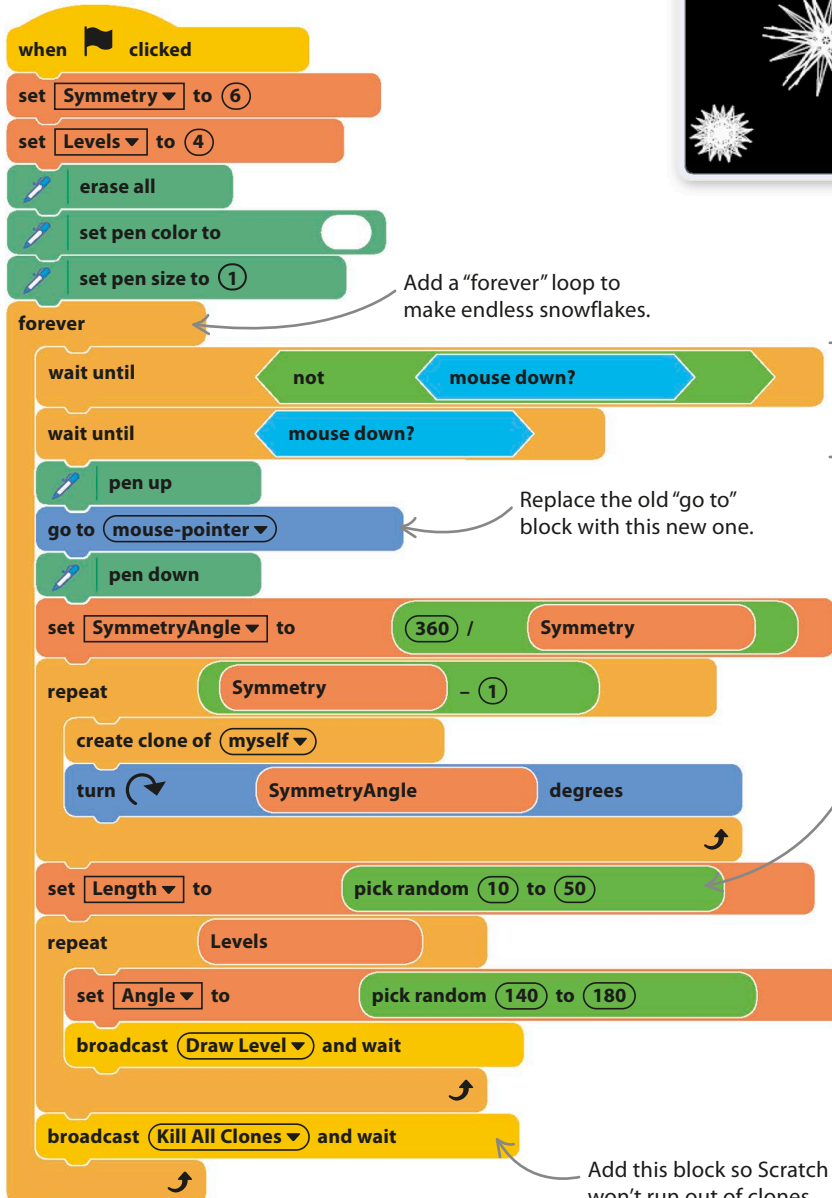 when clicked
set Symmetry to 6
set Levels to 4
erase all
set pen color to
set pen size to 1
Add a “forever” loop to
make endless snowflakes.
forever
wait until not mouse down?
wait until mouse down?
pen up
Replace the old “go to”
block with this new one.
go to mouse-pointer
pen down
set SymmetryAngle to 360 / Symmetry
repeat Symmetry – 1
create clone of myself
turn SymmetryAngle degrees
set Length to pick random 10 to 50
repeat Levels
set Angle to pick random 140 to 180
broadcast Draw Level and wait
broadcast Kill All Clones and wait
Add this block so Scratch
won’t run out of clones